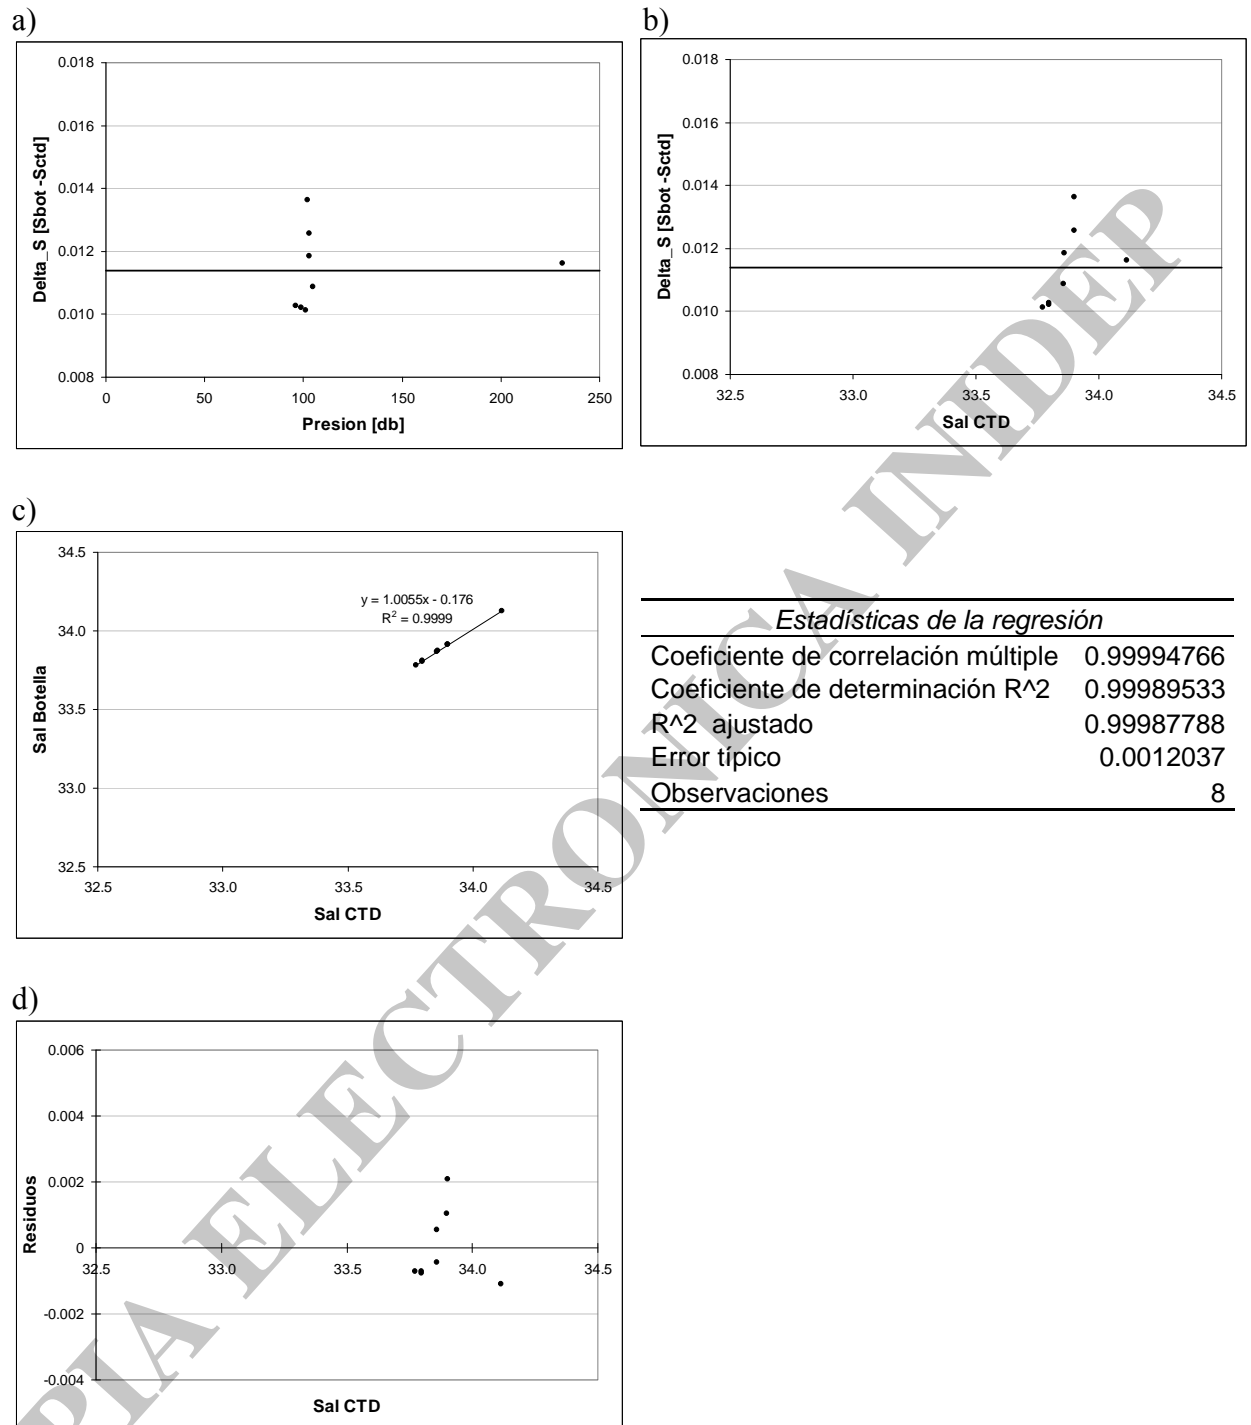 a)
0.018
0.016
0.014
0.012
0.010
0.008
Delta_S [Sbot -Sctd]
0 50 100 150 200 250
Presion [db]
b)
0.018
0.016
0.014
0.012
0.010
0.008
Delta_S [Sbot -Sctd]
32.5 33.0 33.5 34.0 34.5
Sal CTD
c)
34.5
34.0
33.5
33.0
32.5
Sal Botella
y = 1.0055x - 0.176
R² = 0.9999
32.5 33.0 33.5 34.0 34.5
Sal CTD
Estadísticas de la regresión
Coeficiente de correlación múltiple 0.99994766
Coeficiente de determinación R^2 0.99989533
R^2 ajustado 0.99987788
Error típico 0.0012037
Observaciones 8
d)
0.006
0.004
0.002
0
-0.002
-0.004
Residuos
32.5 33.0 33.5 34.0 34.5
Sal CTD
PIA ELECTRONICA INIDEP